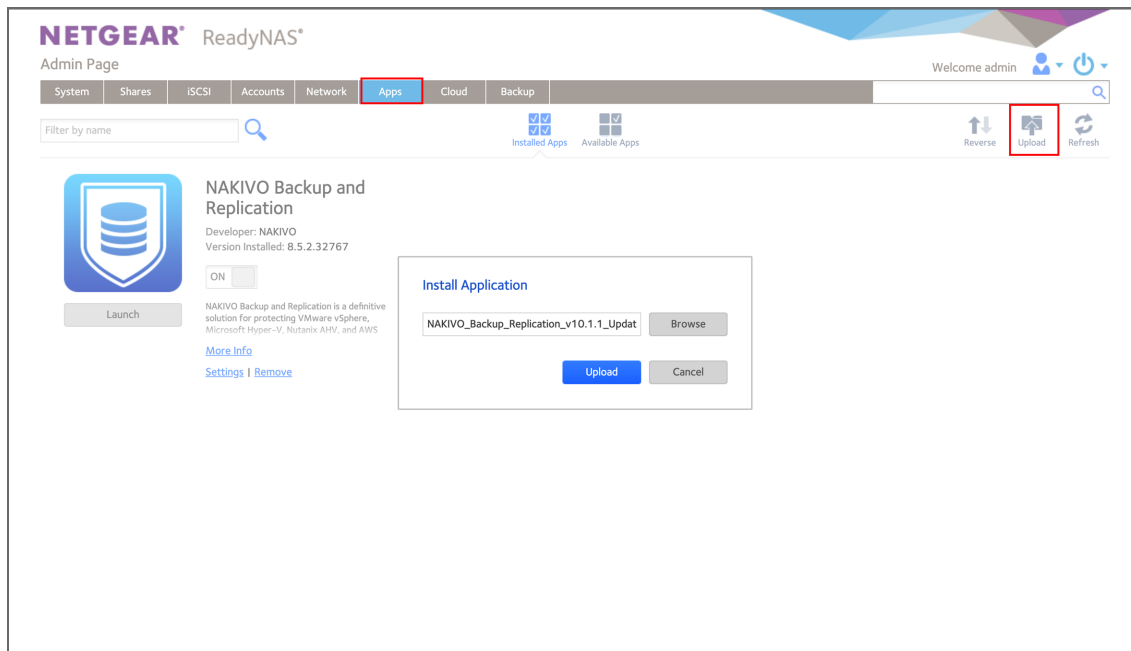 NETGEAR® ReadyNAS®
Admin Page
Welcome admin
System Shares iSCSI Accounts Network Apps Cloud Backup
Filter by name
Installed Apps Available Apps
Reverse Upload Refresh
NAKIVO Backup and
Replication
Developer: NAKIVO
Version Installed: 8.5.2.32767
ON
Launch
NAKIVO Backup and Replication is a definitive
solution for protecting VMware vSphere,
Microsoft Hyper-V, Nutanix AHV, and AWS
More Info
Settings | Remove
Install Application
NAKIVO_Backup_Replication_v10.1.1_Updat Browse
Upload Cancel